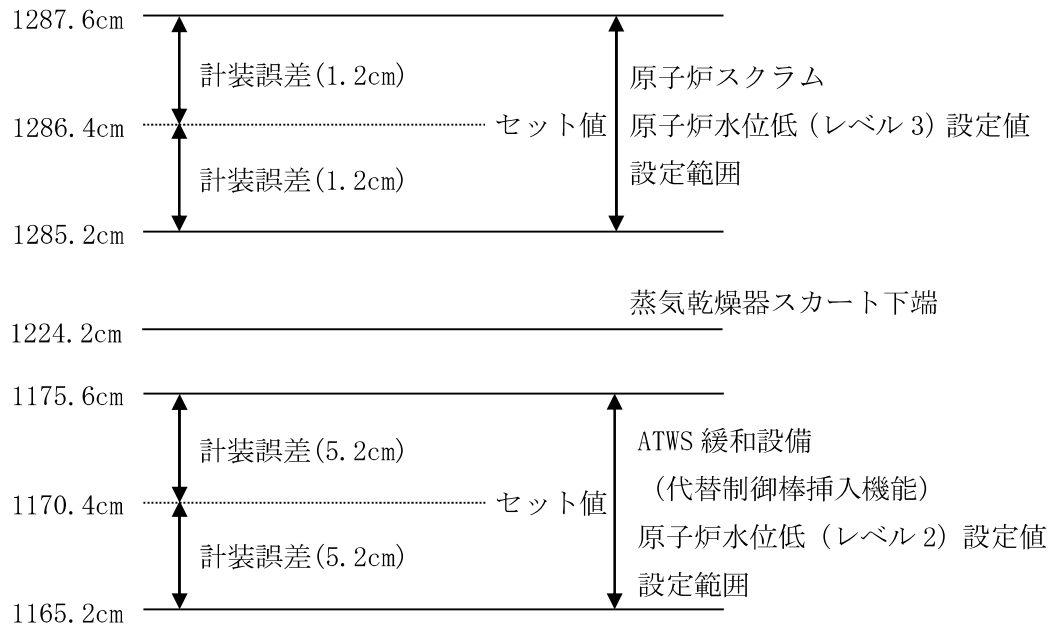 1287.6cm
計装誤差(1.2cm)
原子炉スクラム
1286.4cm
セット値
原子炉水位低(レベル3)設定値
計装誤差(1.2cm)
設定範囲
1285.2cm
蒸気乾燥器スカート下端
1224.2cm
1175.6cm
計装誤差(5.2cm)
ATWS緩和設備
(代替制御棒挿入機能)
1170.4cm
セット値
原子炉水位低(レベル2)設定値
計装誤差(5.2cm)
設定範囲
1165.2cm